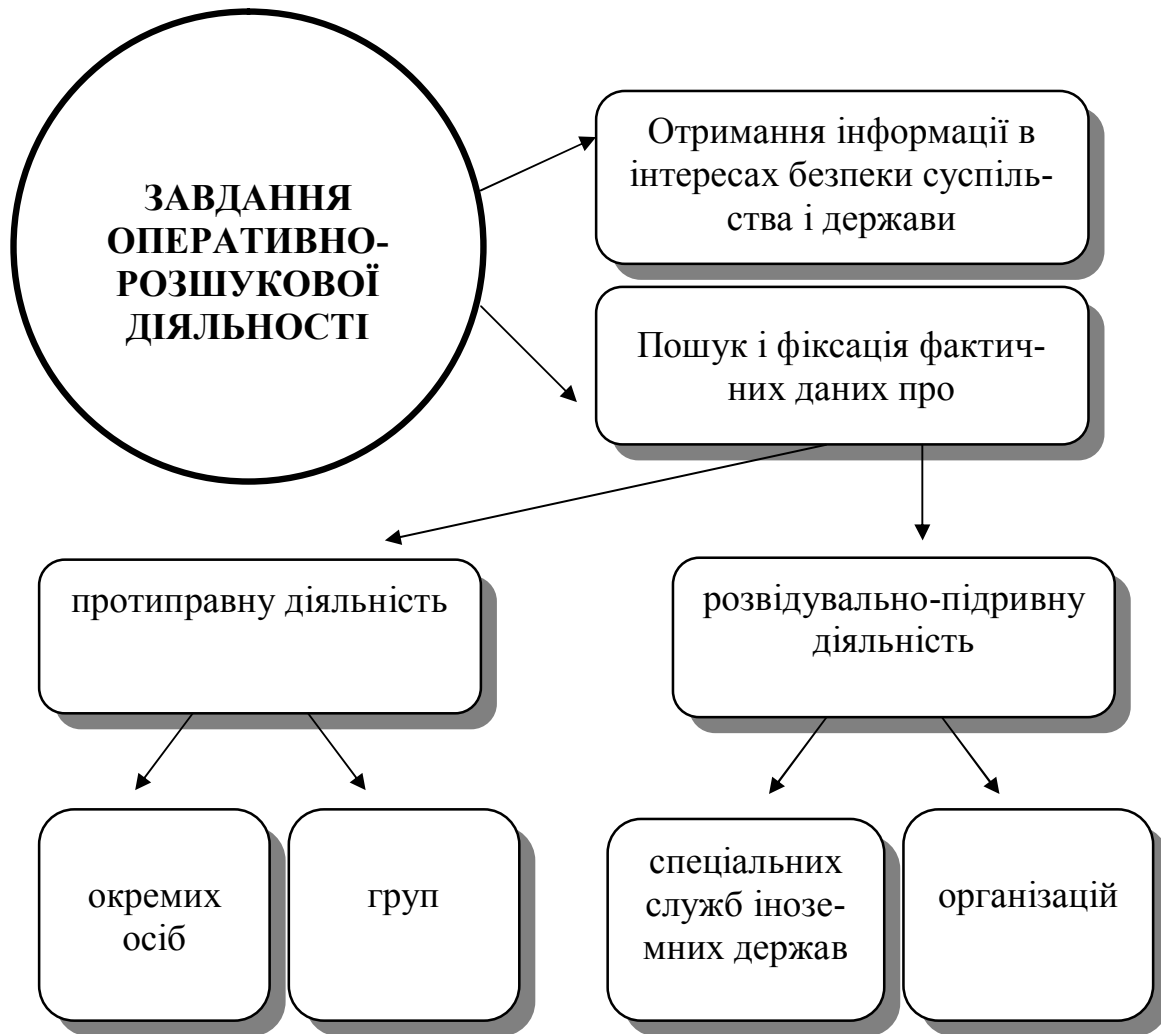 ЗАВДАННЯ
ОПЕРАТИВНО-
РОЗШУКОВОЇ
ДІЯЛЬНОСТІ
Отримання інформації в
інтересах безпеки суспіль-
ства і держави
Пошук і фіксація фактич-
них даних про
протиправну діяльність
розвідувально-підривну
діяльність
окремих
осіб
груп
спеціальних
служб інозе-
мних держав
організацій